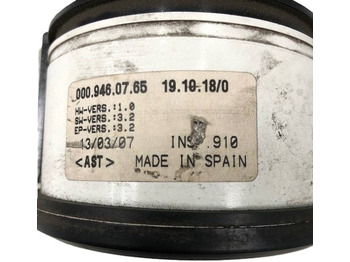 000.946.07.65 19.10.18/0
HW-VERS.:1.0
SW-VERS.:3.2
EP-VERS.:3.2
13/03/07 910
<AST> MADE IN SPAIN